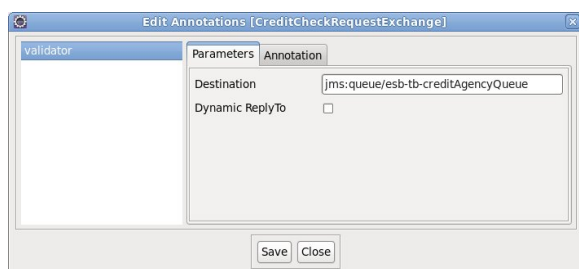 Edit Annotations [CreditCheckRequestExchange]
validator
Parameters Annotation
Destination jms:queue/esb-tb-creditAgencyQueue
Dynamic ReplyTo
Save Close